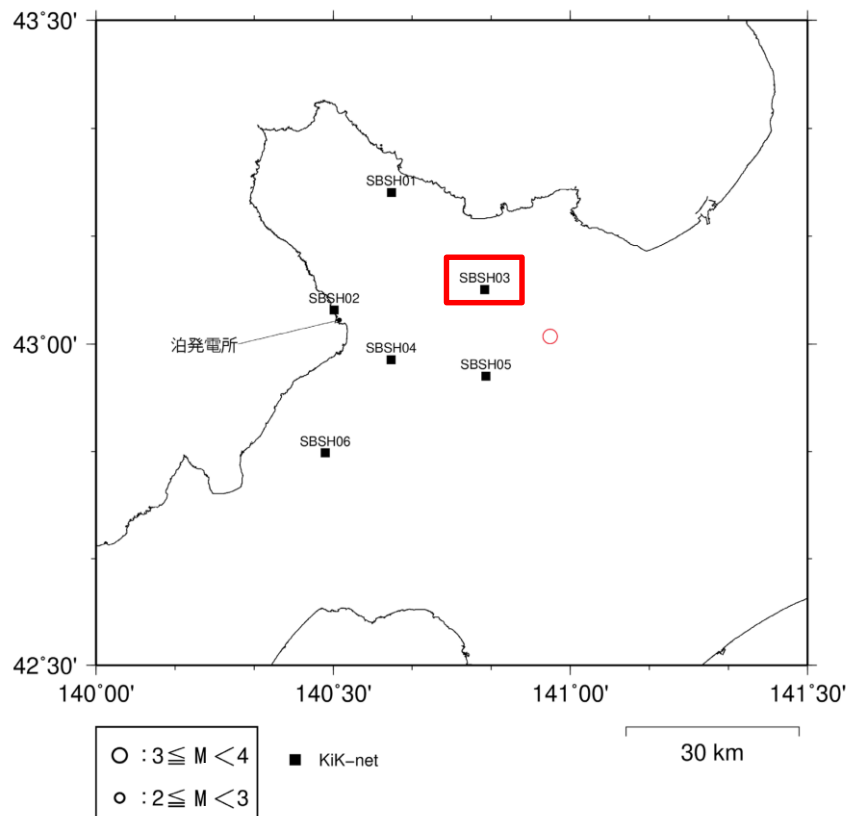 43°30'
SBSH01
SBSH03
SBSH02
泊発電所
43°00'
SBSH04
SBSH05
SBSH06
42°30'
140°00'
140°30'
141°00'
141°30'
○ :3≦ M <4
■ KiK-net
30 km
○ :2≦ M <3